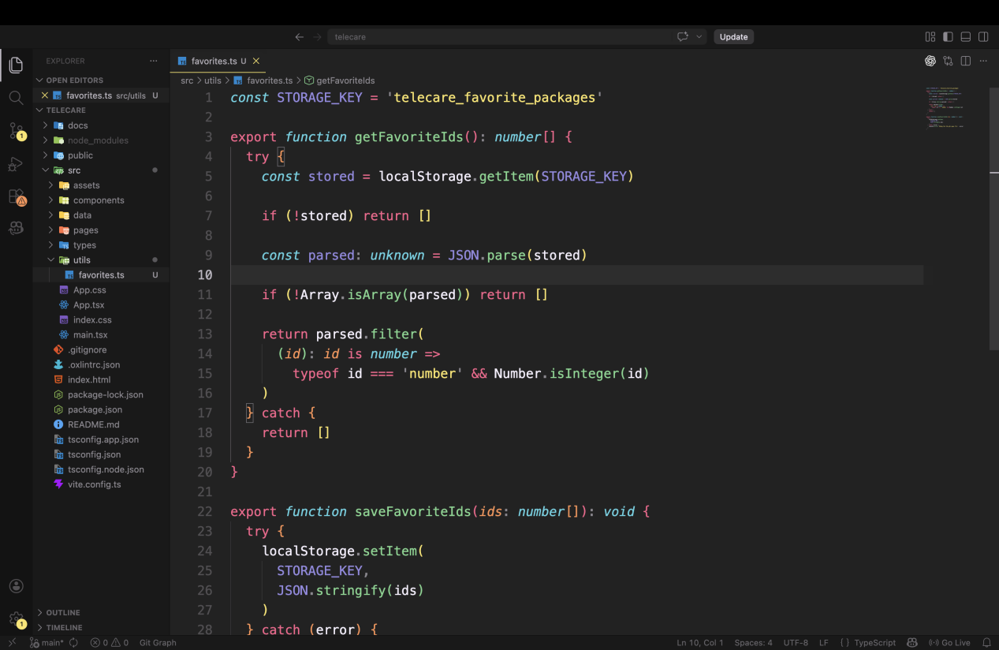 telecare
Update
EXPLORER
...
favorites.ts U
OPEN EDITORS
favorites.ts src/utils U
TELECARE
docs
node_modules
public
src
assets
components
data
pages
types
utils
favorites.ts U
App.css
App.tsx
index.css
main.tsx
.gitignore
.oxlintrc.json
index.html
package-lock.json
package.json
README.md
tsconfig.app.json
tsconfig.json
tsconfig.node.json
vite.config.ts
OUTLINE
TIMELINE
1
1
src > utils > favorites.ts > getFavoriteIds
1 const STORAGE_KEY = 'telecare_favorite_packages'
2
3 export function getFavoriteIds(): number[] {
4 try {
5 const stored = localStorage.getItem(STORAGE_KEY)
6
7 if (!stored) return []
8
9 const parsed: unknown = JSON.parse(stored)
10
11 if (!Array.isArray(parsed)) return []
12
13 return parsed.filter(
14 (id): id is number =>
15 typeof id === 'number' && Number.isInteger(id)
16 )
17 } catch {
18 return []
19 }
20 }
21
22 export function saveFavoriteIds(ids: number[]): void {
23 try {
24 localStorage.setItem(
25 STORAGE_KEY,
26 JSON.stringify(ids)
27 )
28 } catch (error) {
main* 0 0 Git Graph Ln 10, Col 1 Spaces: 4 UTF-8 LF { } TypeScript Go Live